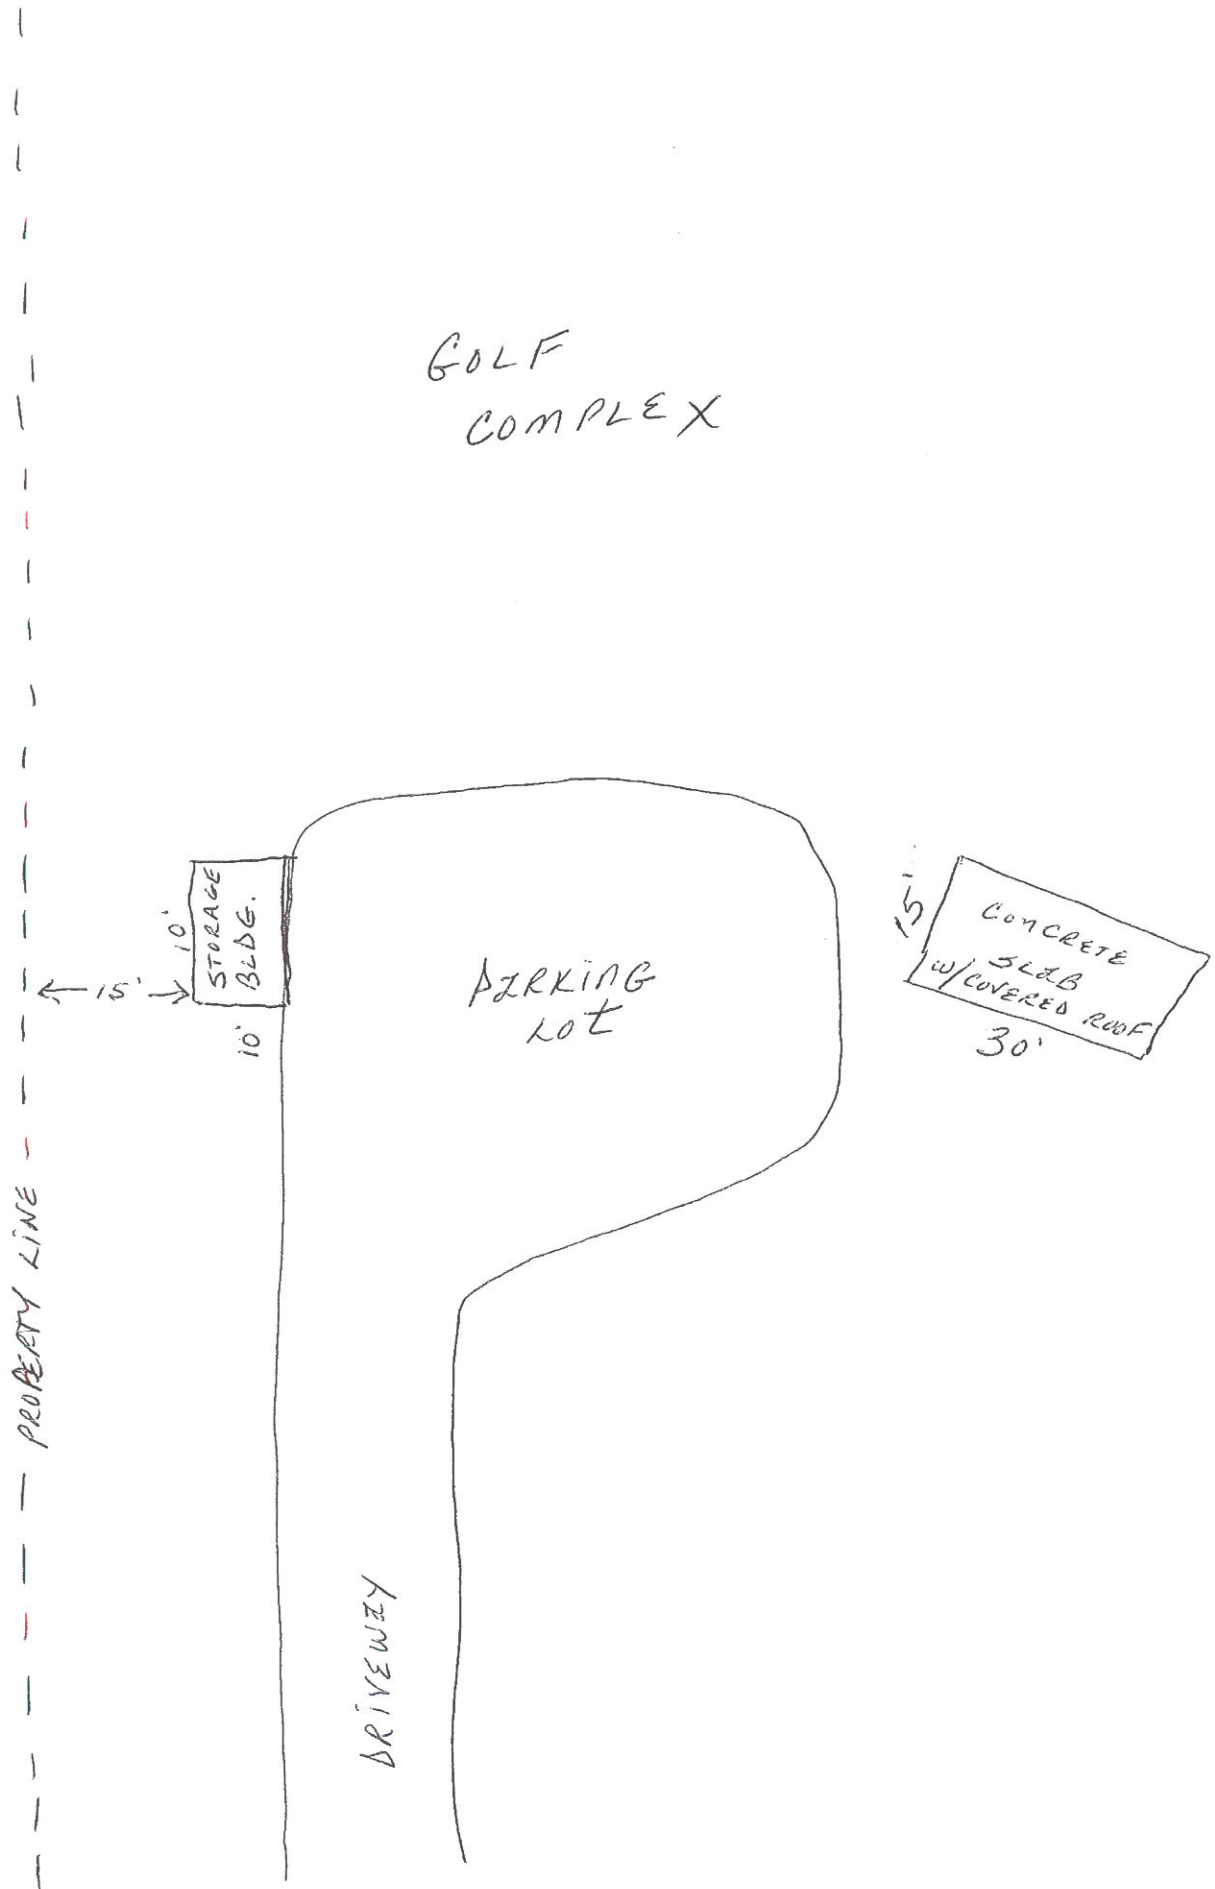 GOLF
COMPLEX
10'
STORAGE
BLDG.
15'
10'
PARKING
LOT
15'
CONCRETE
SLAB
W/COVERED ROOF
30'
PROPERTY LINE
DRIVEWAY